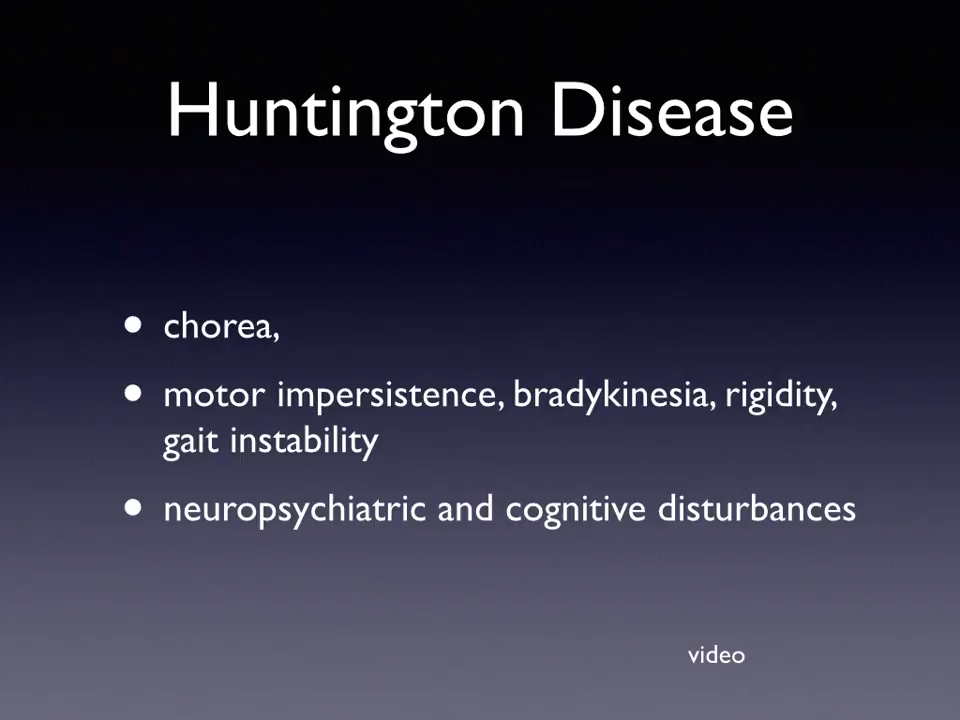 Huntington Disease
• chorea,
• motor impersistence, bradykinesia, rigidity,
gait instability
• neuropsychiatric and cognitive disturbances
video